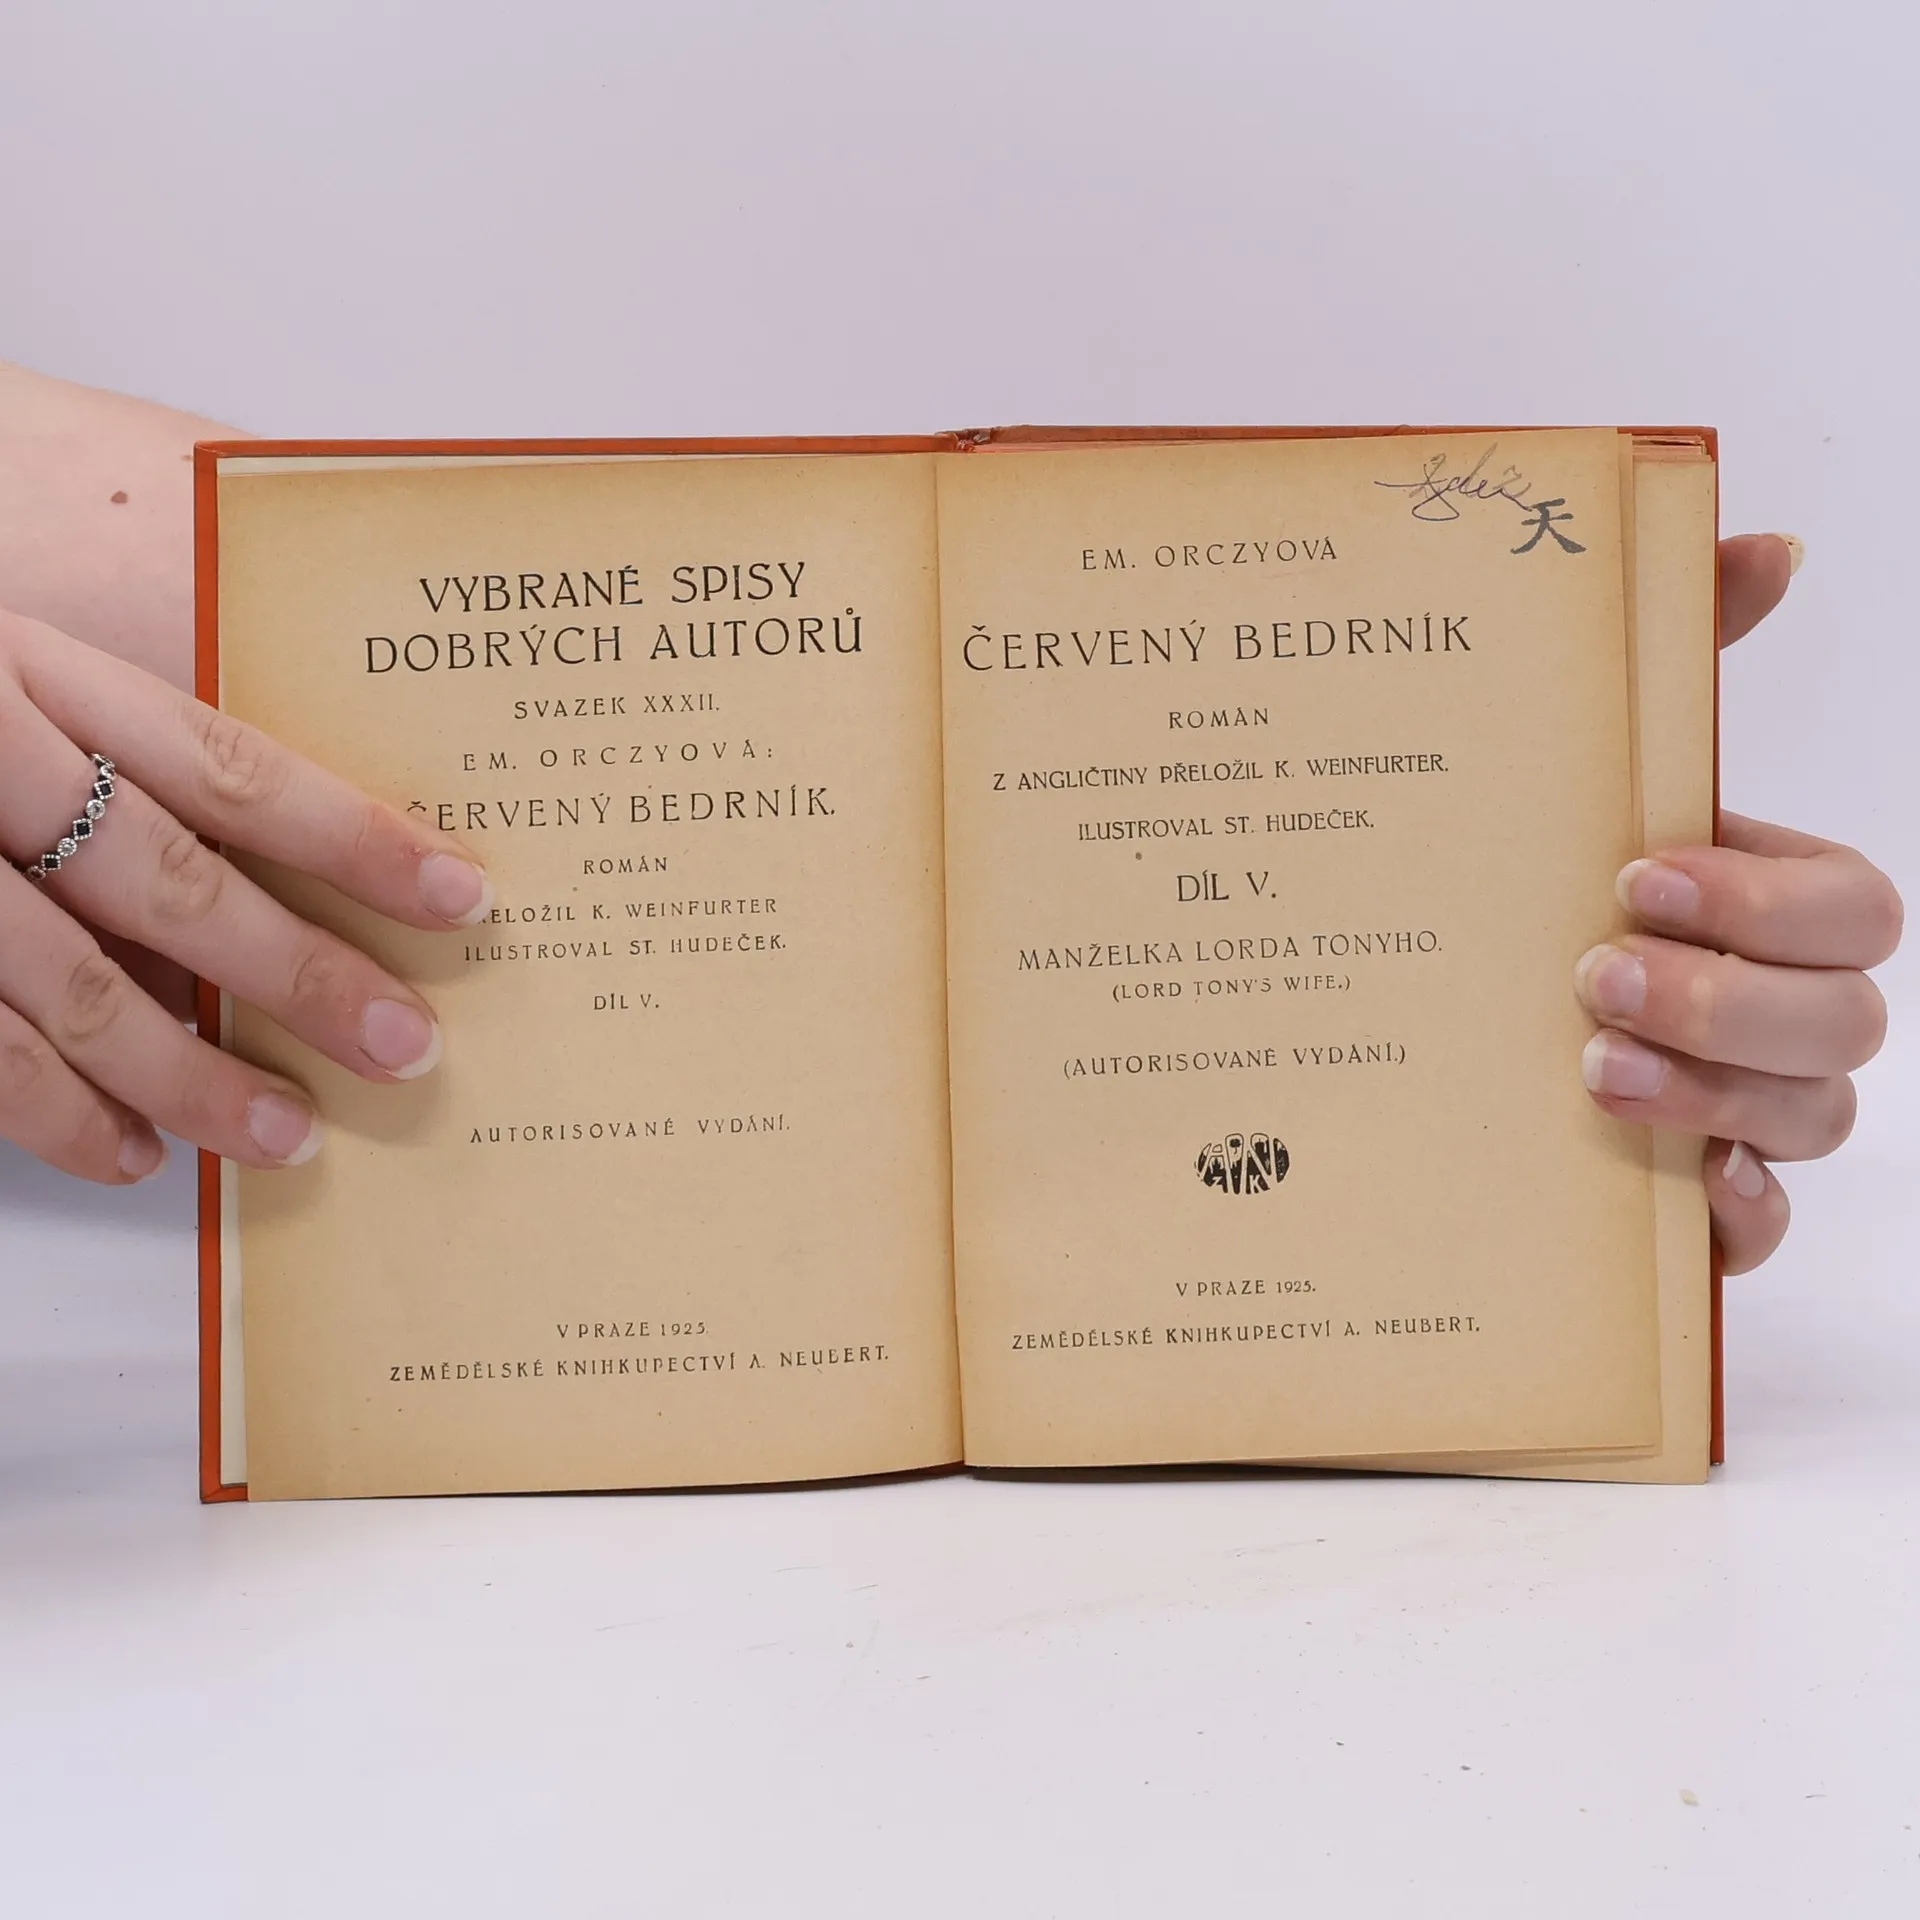 VYBRANÉ SPISY
DOBRÝCH AUTORŮ
SVAZEK XXXII.
EM. ORCZYOVÁ:
ČERVENÝ BEDRNÍK.
ROMÁN
PŘELOŽIL K. WEINFURTER
ILUSTROVAL ST. HUDEČEK.
DÍL V.
AUTORISOVANÉ VYDÁNÍ.
V PRAZE 1925.
ZEMĚDĚLSKÉ KNIHKUPECTVÍ A. NEUBERT.
天
EM. ORCZYOVÁ
ČERVENÝ BEDRNÍK
ROMÁN
Z ANGLIČTINY PŘELOŽIL K. WEINFURTER.
ILUSTROVAL ST. HUDEČEK.
DÍL V.
MANŽELKA LORDA TONYHO.
(LORD TONY'S WIFE.)
(AUTORISOVANÉ VYDÁNÍ.)
V PRAZE 1925.
ZEMĚDĚLSKÉ KNIHKUPECTVÍ A. NEUBERT.